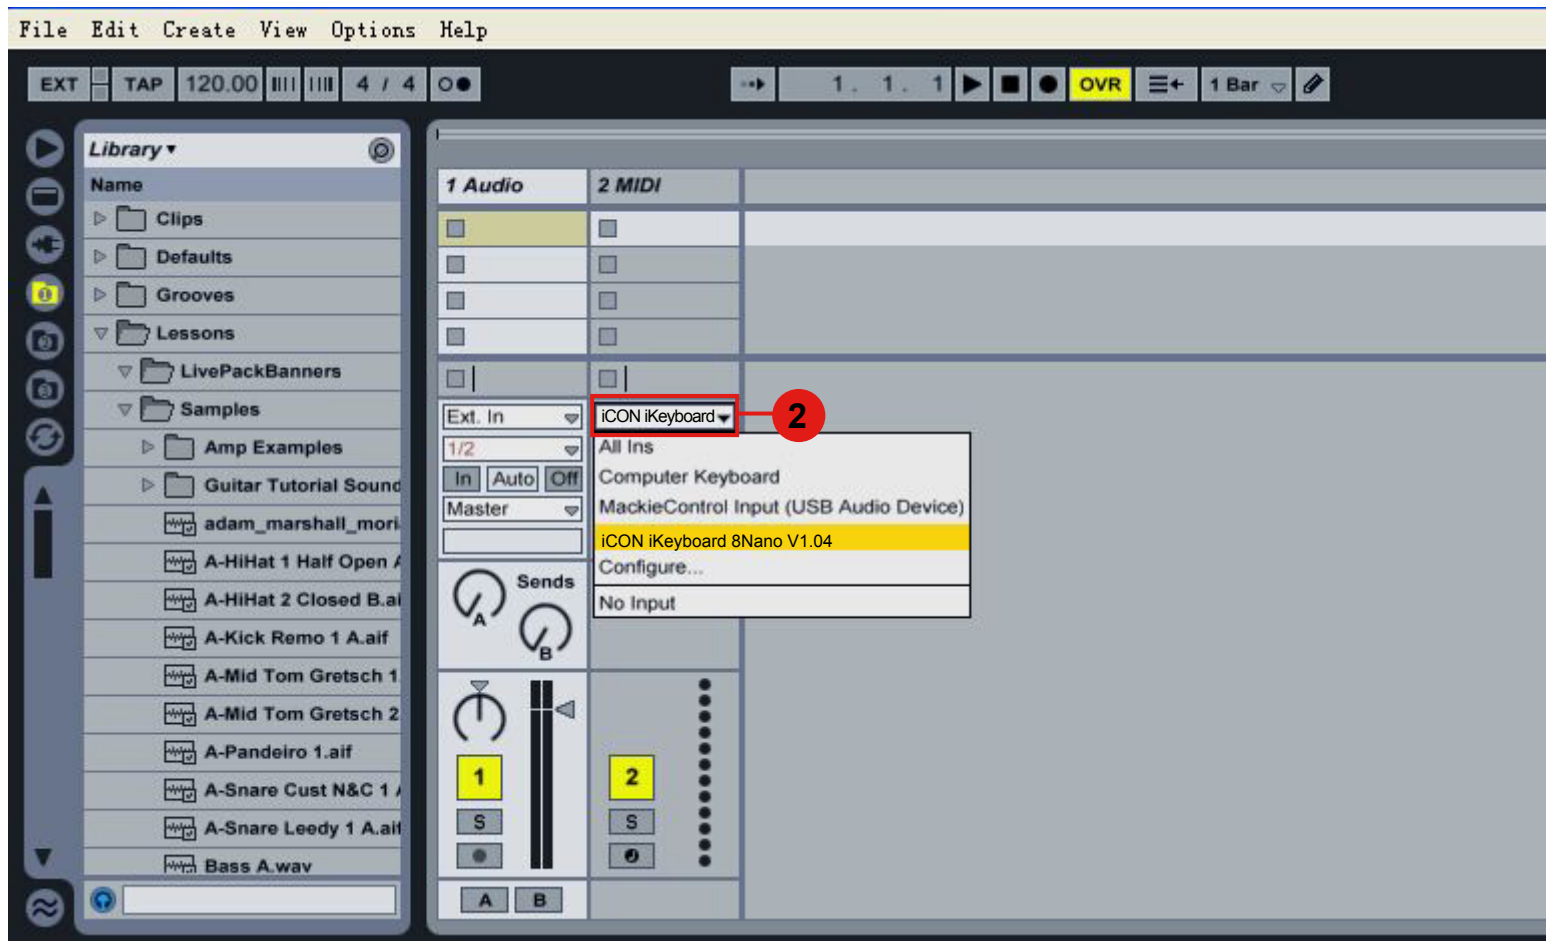 File Edit Create View Options Help
EXT TAP 120.00 4 / 4 1. 1. 1 OVR 1 Bar
Library
Name
Clips
Defaults
Grooves
Lessons
LivePackBanners
Samples
Amp Examples
Guitar Tutorial Sound
adam_marshall_mori
A-HiHat 1 Half Open A
A-HiHat 2 Closed B.ai
A-Kick Remo 1 A.aif
A-Mid Tom Gretsch 1
A-Mid Tom Gretsch 2
A-Pandeiro 1.aif
A-Snare Cust N&C 1 A
A-Snare Leedy 1 A.aif
Bass A.wav
1 Audio
2 MIDI
Ext. In
1/2
In Auto Off
Master
Sends
A
B
1
S
A B
iCON iKeyboard
2
All Ins
Computer Keyboard
MackieControl Input (USB Audio Device)
iCON iKeyboard 8Nano V1.04
Configure...
No Input
2
S